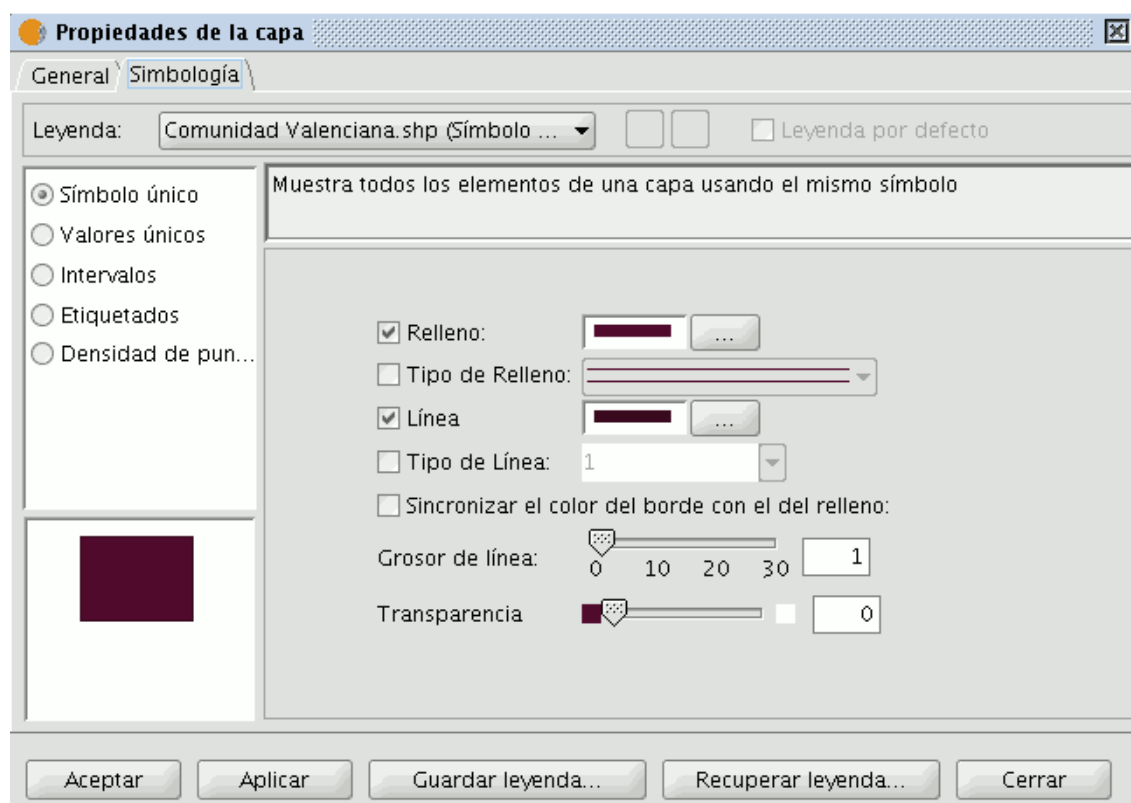 Propiedades de la capa
General Simbología
Leyenda: Comunidad Valenciana.shp (Símbolo ... Leyenda por defecto
Símbolo único
Valores únicos
Intervalos
Etiquetados
Densidad de pun...
Muestra todos los elementos de una capa usando el mismo símbolo
Relleno: ...
Tipo de Relleno:
Línea ...
Tipo de Línea: 1
Sincronizar el color del borde con el del relleno:
Grosor de línea: 0 10 20 30 1
Transparencia 0
Aceptar Aplicar Guardar leyenda... Recuperar leyenda... Cerrar